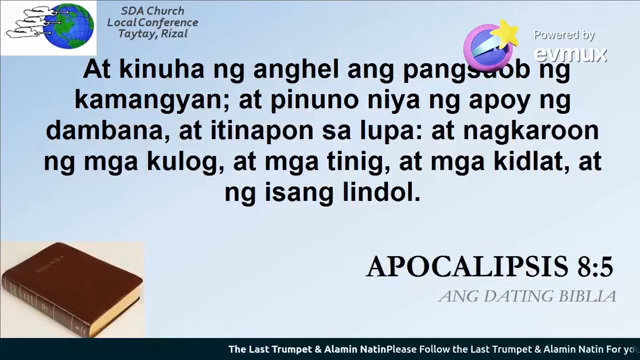 SDA Church
Local Conference
Taytay, Rizal
Powered by
evmux
At kinuha ng anghel ang pangsuob ng
kamangyan; at pinuno niya ng apoy ng
dambana, at itinapon sa lupa: at nagkaroon
ng mga kulog, at mga tinig, at mga kidlat, at
ng isang lindol.
APOCALIPSIS 8:5
ANG DATING BIBLIA
The Last Trumpet & Alamin NatinPlease Follow the Last Trumpet & Alamin Natin For yo